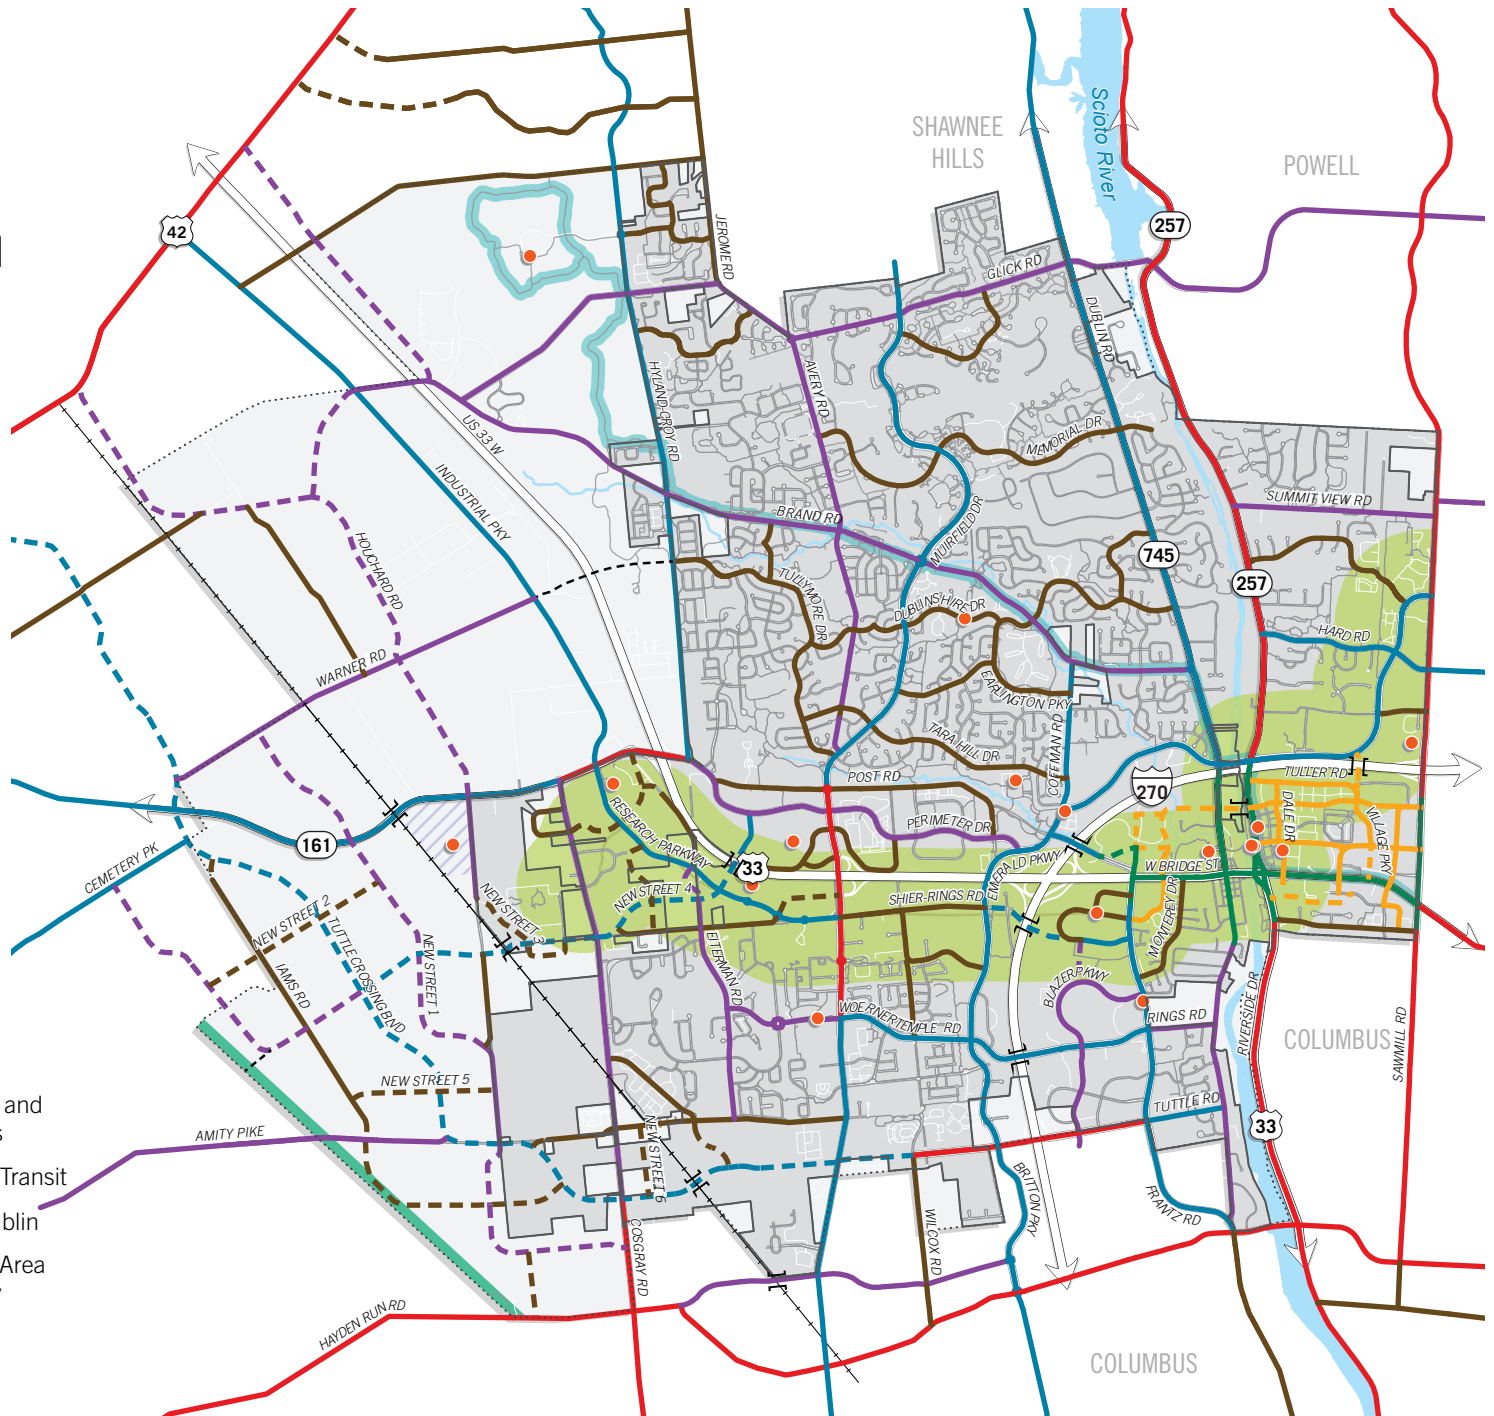 SHAWNEE
HILLS
Scioto River
POWELL
257
42
JEROME RD
GLICK RD
DUBLIN RD
HYLAND-CROY RD
AVERY RD
US 33 W
INDUSTRIAL PKY
MEMORIAL DR
SUMMIT VIEW RD
BRAND RD
MUIRFIELD DR
745
257
HOUCHARD RD
TULLYMORE DR
DUBLINSHIRE DR
HARD RD
WARNER RD
EARLINGTON PKY
TARA HILL DR
COFFMAN RD
POST RD
TULLER RD
270
RESEARCH PARKWAY
PERIMETER DR
DALE DR
VILLAGE PKY
161
CEMETERY PK
33
EMERALD PKWY
W BRIDGE ST
NEW STREET 4
SHIER-RINGS RD
MONTEREY DR
NEW STREET 2
NEW STREET 3
TUTTLE CROSSING BLVD
NEW STREET 1
IAMS RD
EITERMAN RD
BLAZER PKWY
WOERNER TEMPLE RD
RINGS RD
RIVERSIDE DR
COLUMBUS
SAWMILL RD
NEW STREET 5
and
TUTTLE RD
33
AMITY PIKE
NEW STREET 6
Transit
blin
Area
BRITTON PKY
FRANTZ RD
WILCOX RD
COSGRAY RD
HAYDEN RUN RD
COLUMBUS